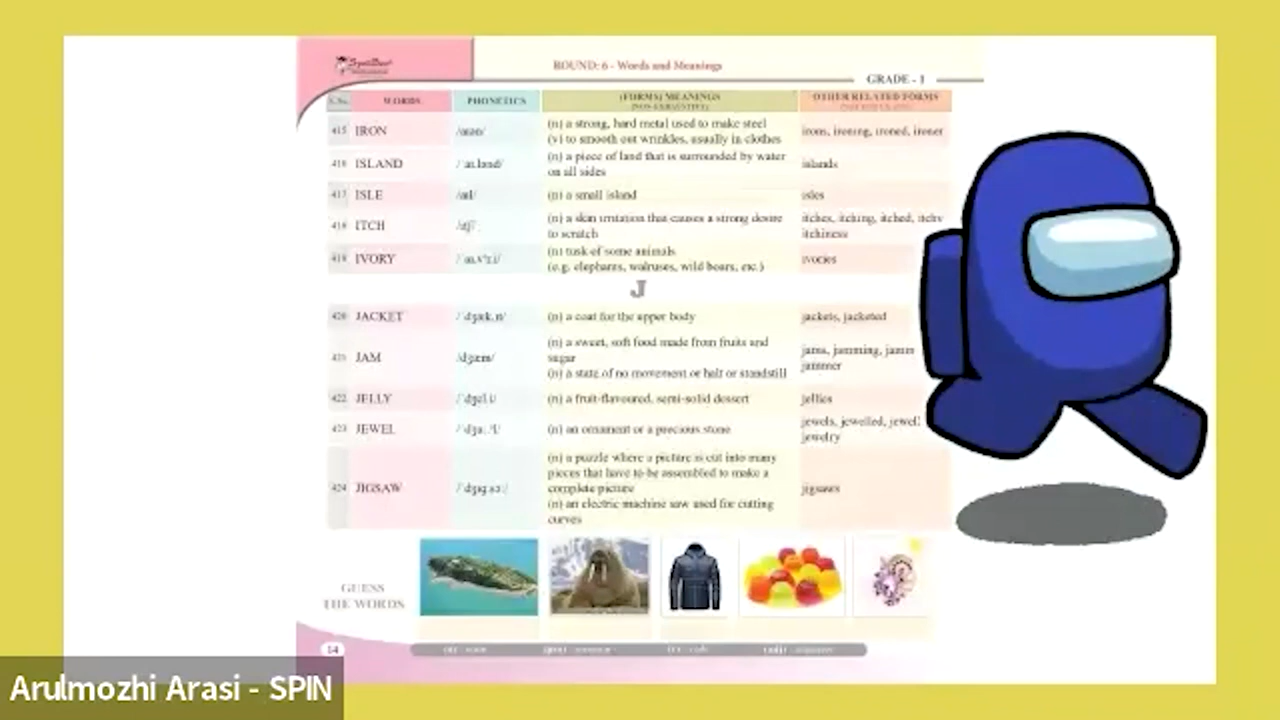 ROUND: 6 - Words and Meanings
GRADE - 1
S.No. WORDS PHONETICS (FORMS) MEANINGS OTHER RELATED FORMS
(NON-EXHAUSTIVE)
415 IRON (n) a strong, hard metal used to make steel irons, ironing, ironed, ironer
(v) to smooth out wrinkles, usually in clothes
416 ISLAND (n) a piece of land that is surrounded by water islands
on all sides
417 ISLE (n) a small island isles
418 ITCH (n) a skin irritation that causes a strong desire itches, itching, itched, itchy
to scratch itchiness
419 IVORY (n) tusk of some animals ivories
(e.g. elephants, walruses, wild boars, etc.)
J
420 JACKET (n) a coat for the upper body jackets, jacketed
421 JAM /dʒæm/ (n) a sweet, soft food made from fruits and jams, jamming, jamm
sugar jammer
(n) a state of no movement or halt or standstill
422 JELLY (n) a fruit-flavoured, semi-solid dessert jellies
423 JEWEL (n) an ornament or a precious stone jewels, jewelled, jewel
jewelry
424 JIGSAW (n) a puzzle where a picture is cut into many jigsaws
pieces that have to be assembled to make a
complete picture
(n) an electric machine saw used for cutting
curves
GUESS
THE WORDS
54
Arulmozhi Arasi - SPIN